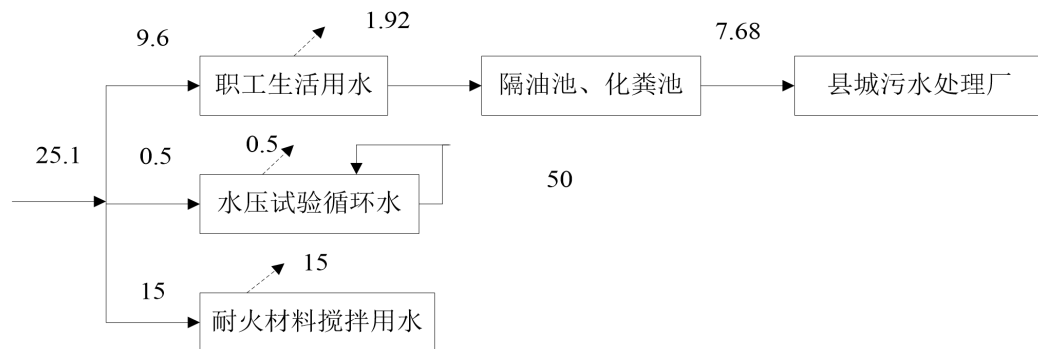 9.6
1.92
7.68
职工生活用水
隔油池、化粪池
县城污水处理厂
25.1
0.5
0.5
水压试验循环水
50
15
15
耐火材料搅拌用水